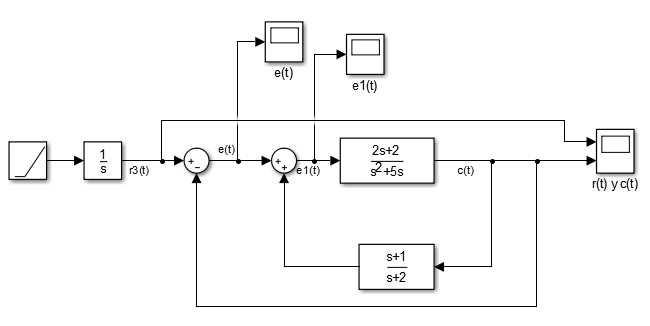 e(t)
e1(t)
1
s
r3(t)
+
−
e(t)
+
+
e1(t)
2s+2
s²+5s
c(t)
r(t) y c(t)
s+1
s+2